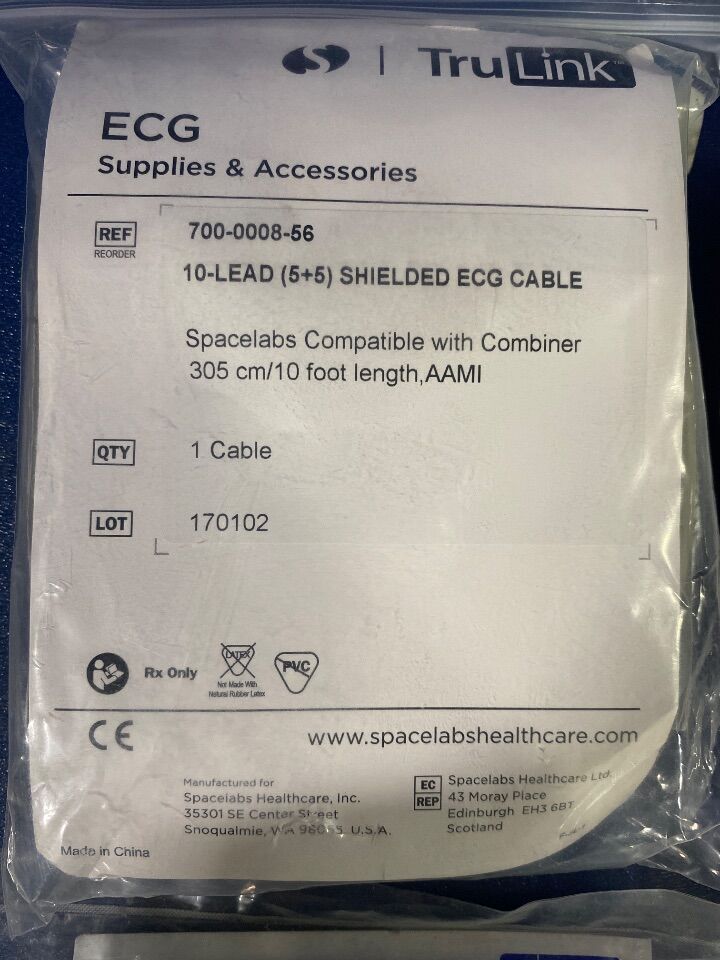 S | TruLink™
ECG
Supplies & Accessories
REF 700-0008-56
REORDER
10-LEAD (5+5) SHIELDED ECG CABLE
Spacelabs Compatible with Combiner
305 cm/10 foot length,AAMI
QTY 1 Cable
LOT 170102
Rx Only
LATEX
Not Made With
Natural Rubber Latex
PVC
CE
www.spacelabshealthcare.com
Manufactured for
Spacelabs Healthcare, Inc.
35301 SE Center Street
Snoqualmie, WA U.S.A.
EC REP
Spacelabs Healthcare Ltd.
43 Moray Place
Edinburgh EH3 6BT
Scotland
Made in China